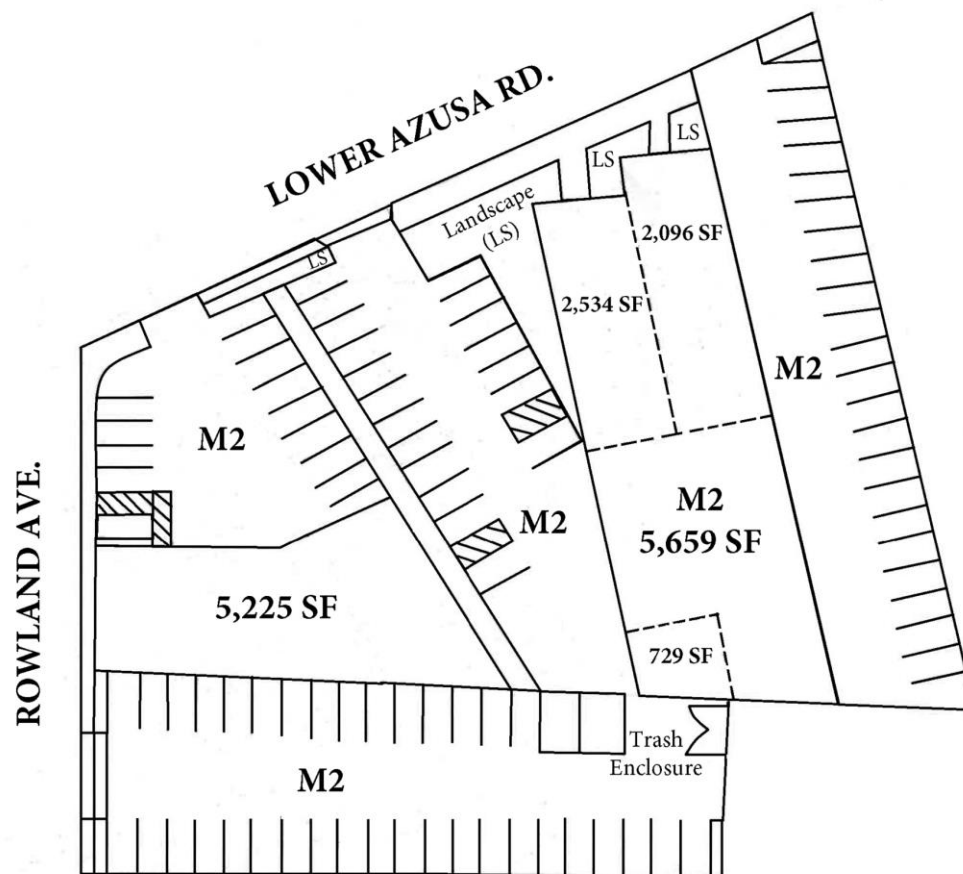 LOWER AZUSA RD.
LS
LS
Landscape
(LS)
LS
2,096 SF
2,534 SF
M2
M2
ROWLAND AVE.
M2
5,659 SF
M2
5,225 SF
729 SF
Trash
Enclosure
M2